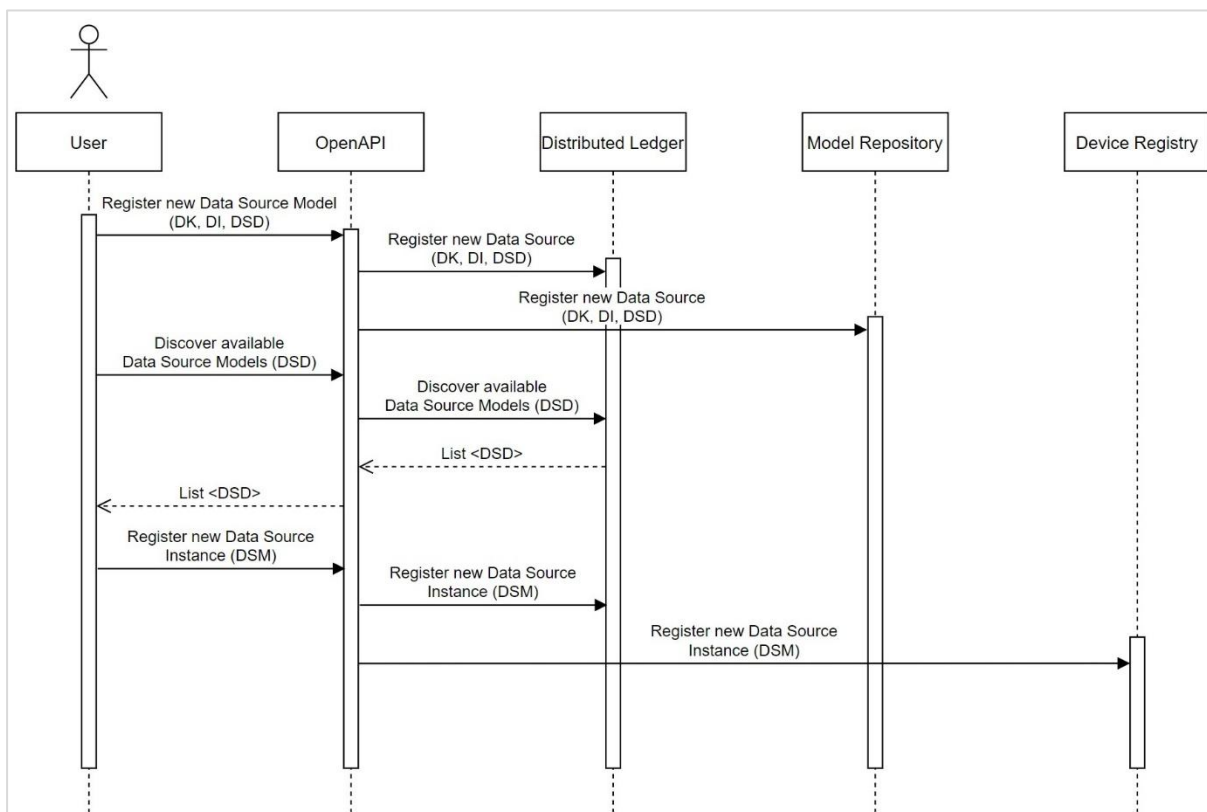 User
OpenAPI
Distributed Ledger
Model Repository
Device Registry
Register new Data Source Model
(DK, DI, DSD)
Register new Data Source
(DK, DI, DSD)
Register new Data Source
(DK, DI, DSD)
Discover available
Data Source Models (DSD)
Discover available
Data Source Models (DSD)
List <DSD>
List <DSD>
Register new Data Source
Instance (DSM)
Register new Data Source
Instance (DSM)
Register new Data Source
Instance (DSM)